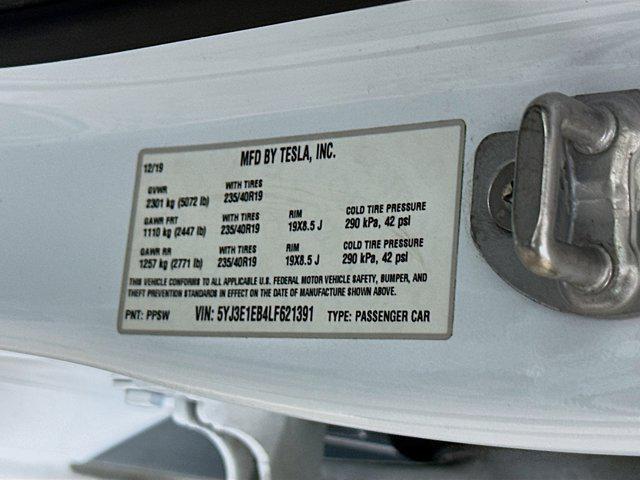 MFD BY TESLA, INC.
12/19
GVWR WITH TIRES
2301 kg (5072 lb) 235/40R19
GAWR FRT WITH TIRES RIM COLD TIRE PRESSURE
1110 kg (2447 lb) 235/40R19 19X8.5 J 290 kPa, 42 psi
GAWR RR WITH TIRES RIM COLD TIRE PRESSURE
1257 kg (2771 lb) 235/40R19 19X8.5 J 290 kPa, 42 psi
THIS VEHICLE CONFORMS TO ALL APPLICABLE U.S. FEDERAL MOTOR VEHICLE SAFETY, BUMPER, AND
THEFT PREVENTION STANDARDS IN EFFECT ON THE DATE OF MANUFACTURE SHOWN ABOVE.
PNT: PPSW VIN: 5YJ3E1EB4LF621391 TYPE: PASSENGER CAR